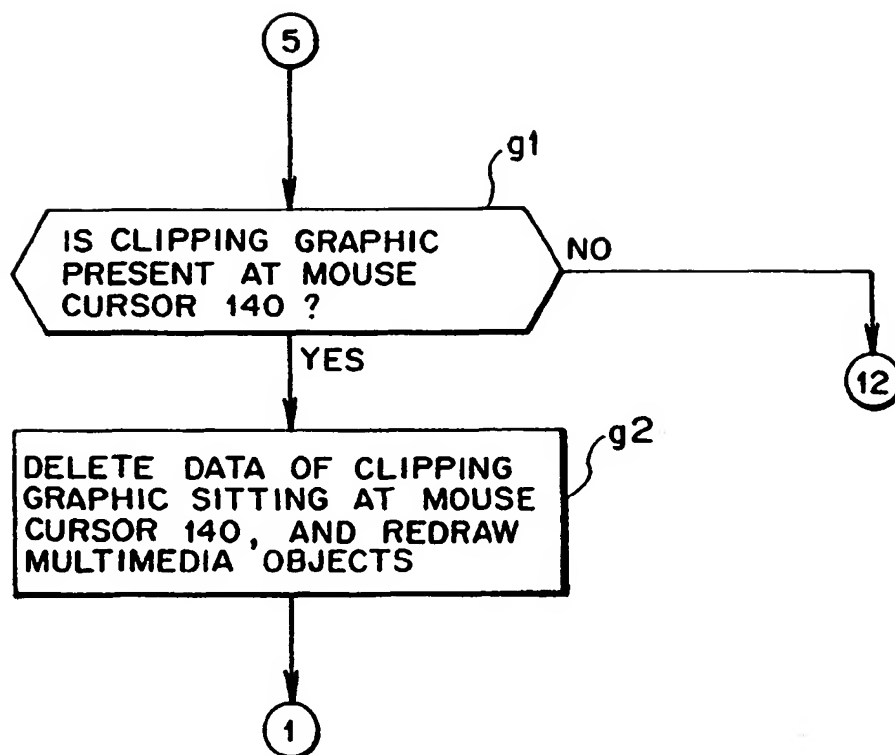 5
g1
IS CLIPPING GRAPHIC
PRESENT AT MOUSE
CURSOR 140 ?
NO
YES
12
g2
DELETE DATA OF CLIPPING
GRAPHIC SITTING AT MOUSE
CURSOR 140, AND REDRAW
MULTIMEDIA OBJECTS
1